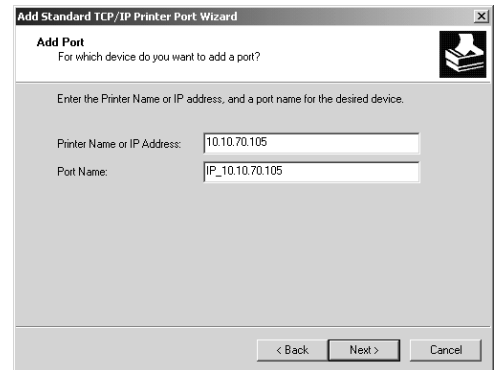 Add Standard TCP/IP Printer Port Wizard
Add Port
For which device do you want to add a port?
Enter the Printer Name or IP address, and a port name for the desired device.
Printer Name or IP Address: 10.10.70.105
Port Name: IP_10.10.70.105
< Back Next > Cancel